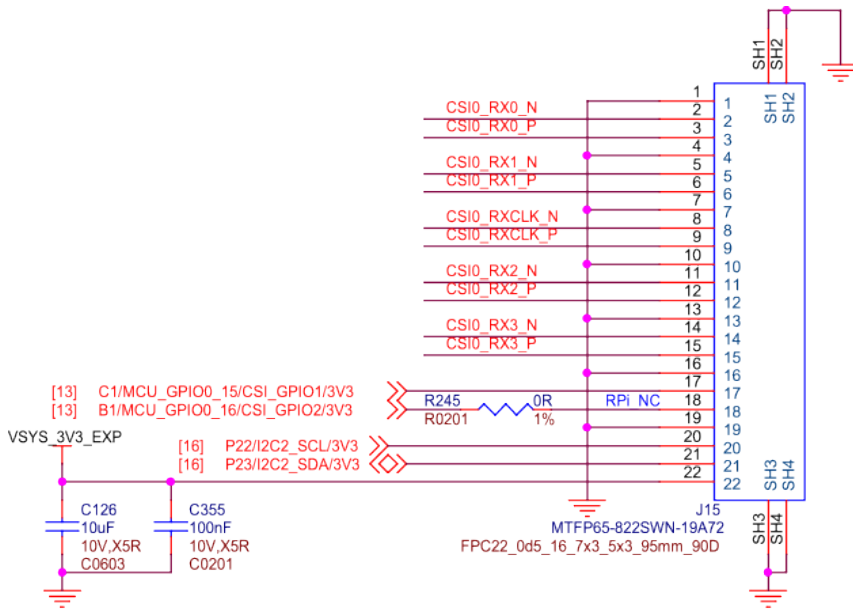 SH1
SH2
1
1
SH1
SH2
CSI0_RX0_N
2
2
CSI0_RX0_P
3
3
4
4
CSI0_RX1_N
5
5
CSI0_RX1_P
6
6
7
7
CSI0_RXCLK_N
8
8
CSI0_RXCLK_P
9
9
10
10
CSI0_RX2_N
11
11
CSI0_RX2_P
12
12
13
13
CSI0_RX3_N
14
14
CSI0_RX3_P
15
15
16
16
[13] C1/MCU_GPIO0_15/CSI_GPIO1/3V3
17
17
[13] B1/MCU_GPIO0_16/CSI_GPIO2/3V3
R245 0R
R0201 1%
RPi_NC
18
18
19
19
VSYS_3V3_EXP
[16] P22/I2C2_SCL/3V3
20
20
[16] P23/I2C2_SDA/3V3
21
21
22
22
SH3
SH4
SH3
SH4
J15
MTFP65-822SWN-19A72
FPC22_0d5_16_7x3_5x3_95mm_90D
C126
10uF
10V,X5R
C0603
C355
100nF
10V,X5R
C0201